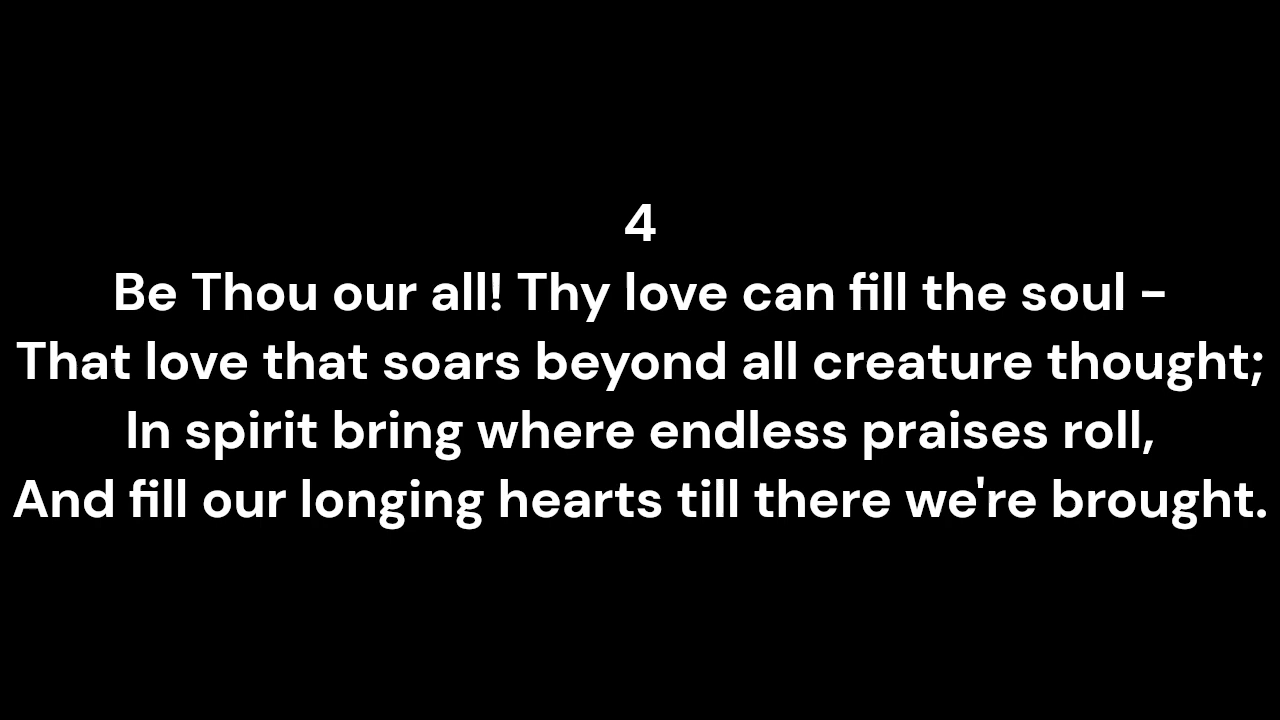 4
Be Thou our all! Thy love can fill the soul –
That love that soars beyond all creature thought;
In spirit bring where endless praises roll,
And fill our longing hearts till there we're brought.